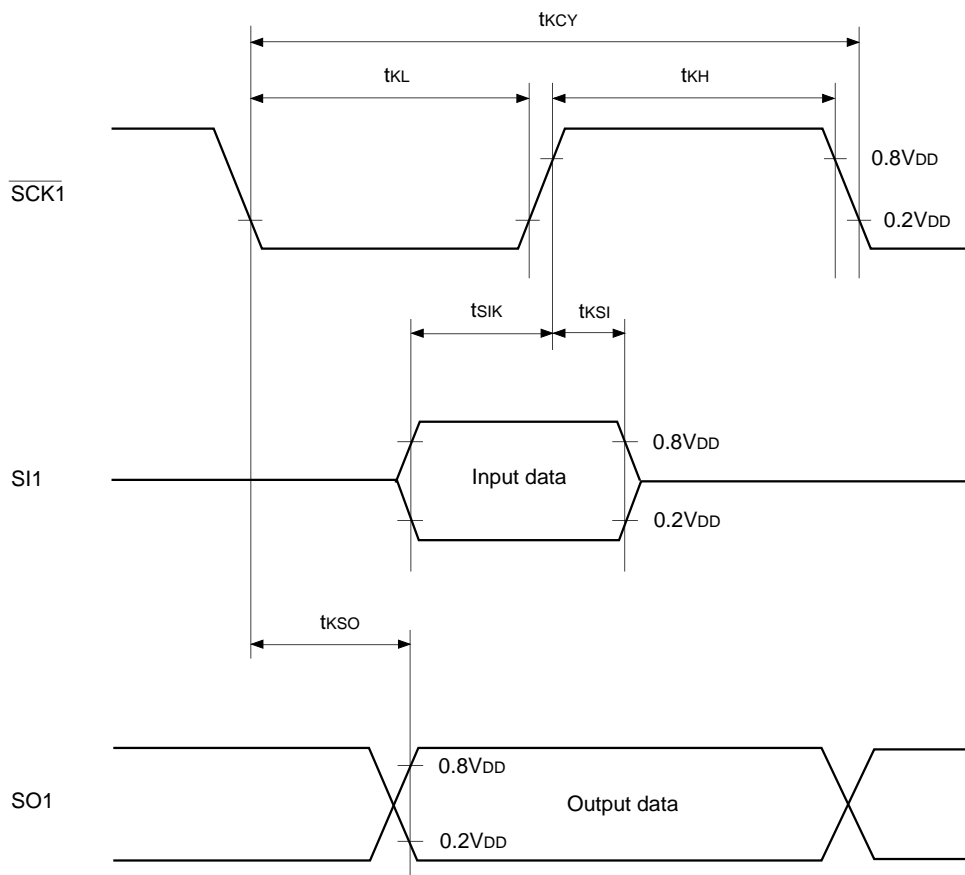 tKCY
tKL tKH
SCK1
0.8VDD
0.2VDD
tSIK tKSI
SI1
Input data
0.8VDD
0.2VDD
tKSO
SO1
0.8VDD
Output data
0.2VDD